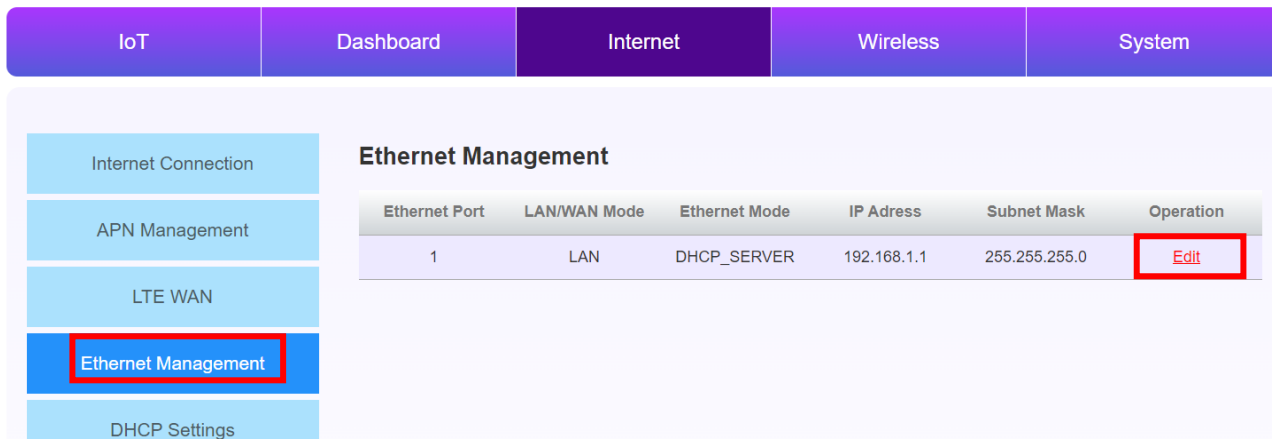 IoT Dashboard Internet Wireless System
Internet Connection
APN Management
LTE WAN
Ethernet Management
DHCP Settings
Ethernet Management
Ethernet Port LAN/WAN Mode Ethernet Mode IP Adress Subnet Mask Operation
1 LAN DHCP_SERVER 192.168.1.1 255.255.255.0 Edit